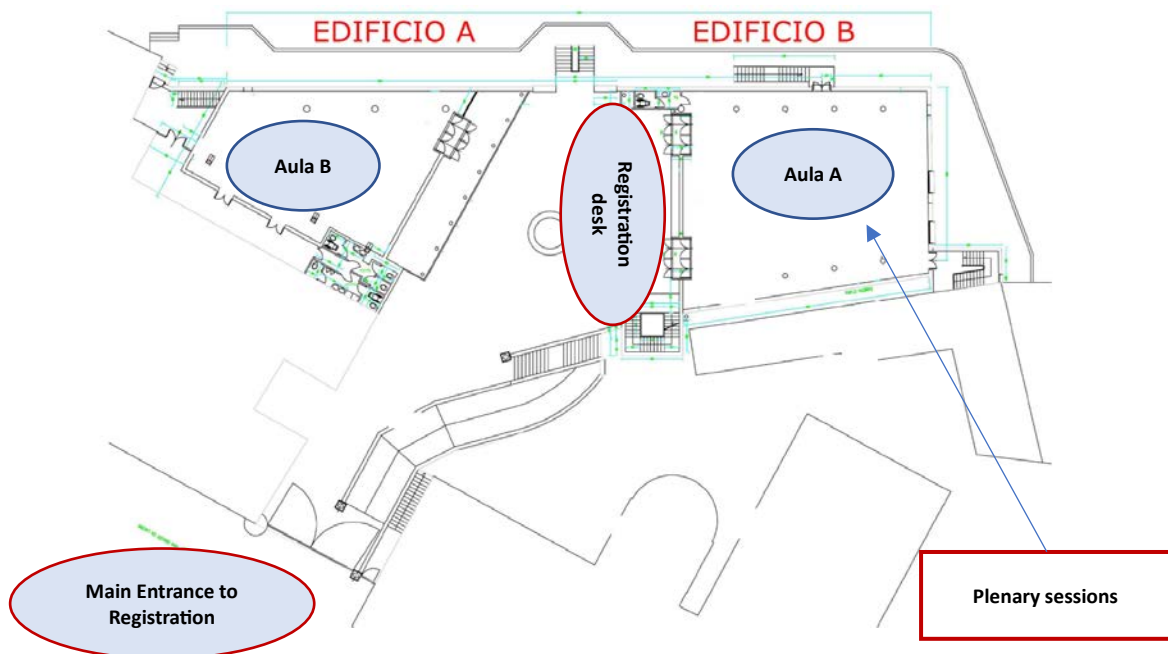 EDIFICIO A
EDIFICIO B
Aula B
Registration
desk
Aula A
Main Entrance to
Registration
Plenary sessions